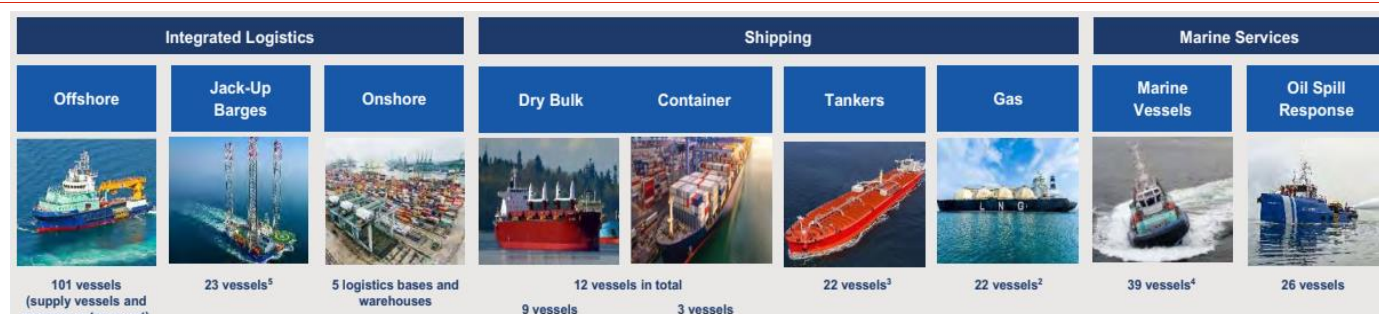 Integrated Logistics
Shipping
Marine Services
Offshore
Jack-Up
Barges
Onshore
Dry Bulk
Container
Tankers
Gas
Marine
Vessels
Oil Spill
Response
L N G
101 vessels
(supply vessels and
23 vessels⁵
5 logistics bases and
warehouses
12 vessels in total
9 vessels
3 vessels
22 vessels³
22 vessels²
39 vessels⁴
26 vessels